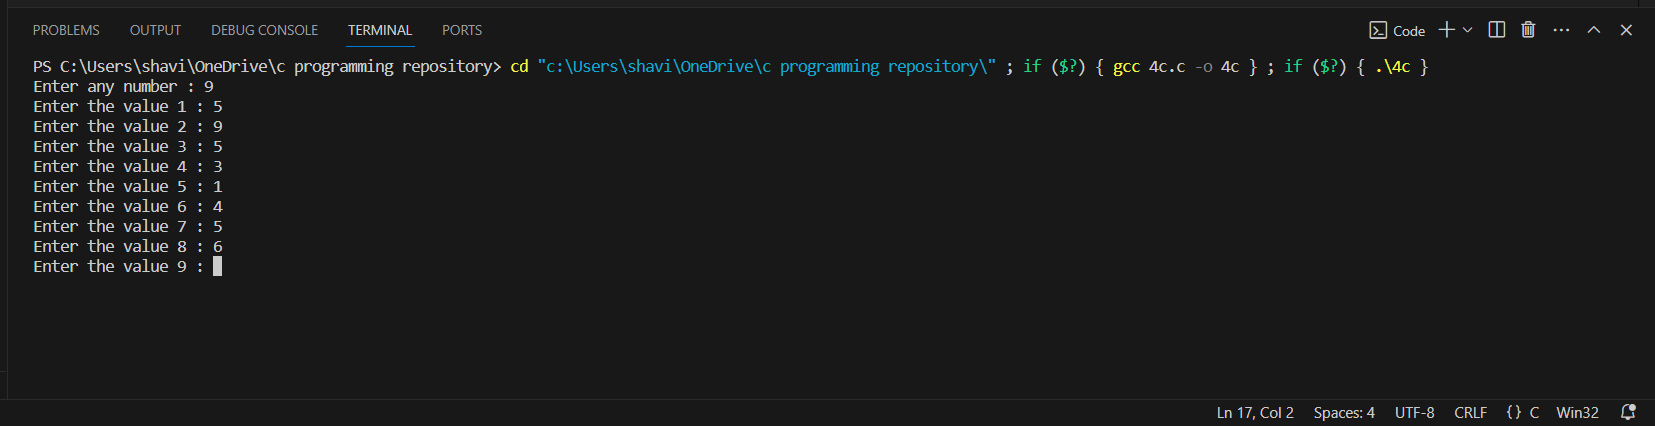 PROBLEMS OUTPUT DEBUG CONSOLE TERMINAL PORTS Code
PS C:\Users\shavi\OneDrive\c programming repository> cd "c:\Users\shavi\OneDrive\c programming repository\" ; if ($?) { gcc 4c.c -o 4c } ; if ($?) { .\4c }
Enter any number : 9
Enter the value 1 : 5
Enter the value 2 : 9
Enter the value 3 : 5
Enter the value 4 : 3
Enter the value 5 : 1
Enter the value 6 : 4
Enter the value 7 : 5
Enter the value 8 : 6
Enter the value 9 :
Ln 17, Col 2 Spaces: 4 UTF-8 CRLF {} C Win32